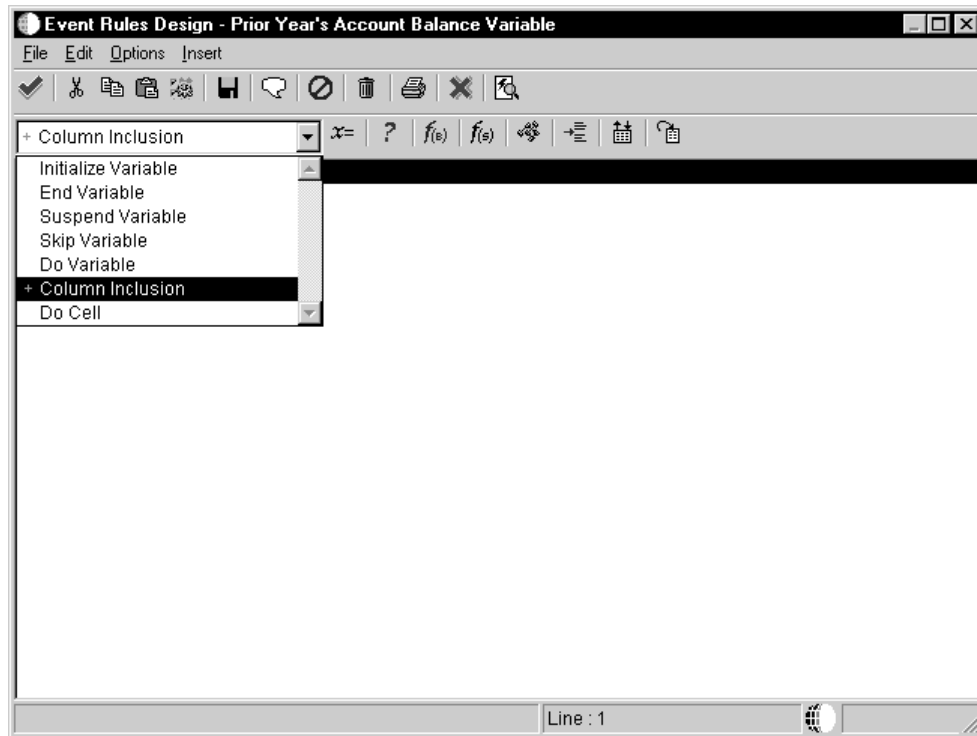 Event Rules Design - Prior Year's Account Balance Variable
File Edit Options Insert
+ Column Inclusion x= ? f(B) f(s)
Initialize Variable
End Variable
Suspend Variable
Skip Variable
Do Variable
+ Column Inclusion
Do Cell
Line : 1